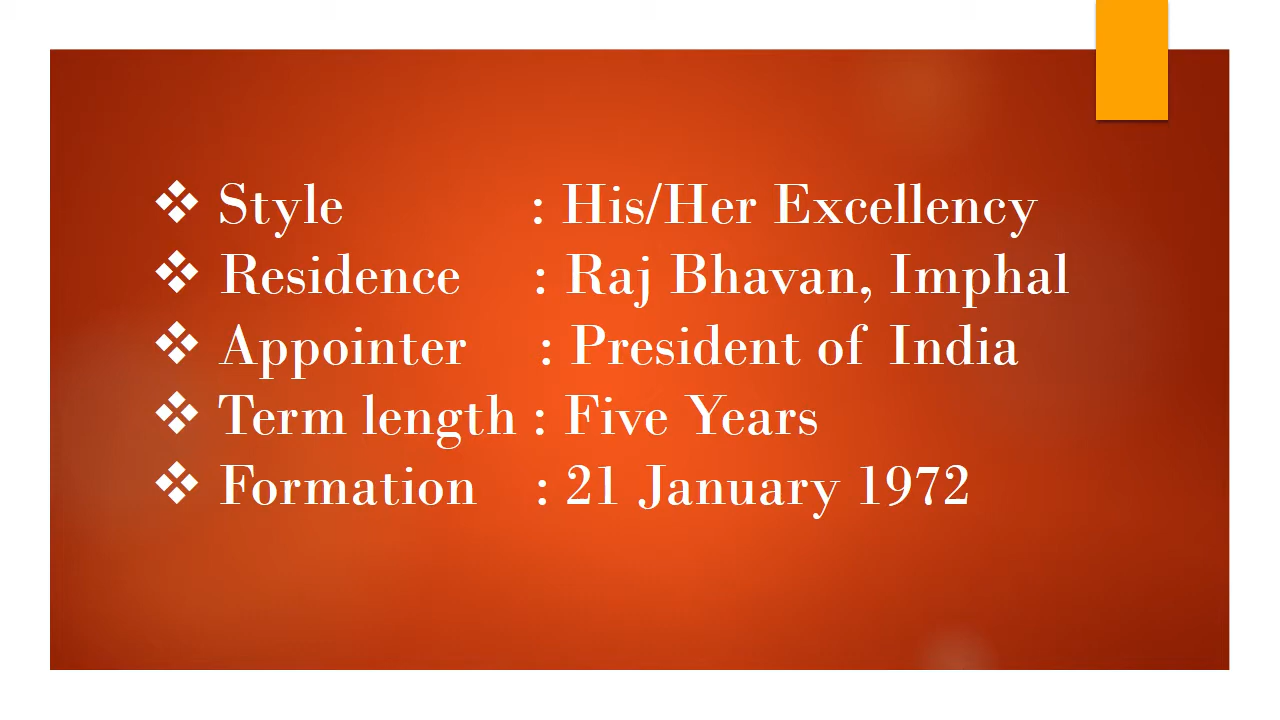 ❖ Style : His/Her Excellency
❖ Residence : Raj Bhavan, Imphal
❖ Appointer : President of India
❖ Term length : Five Years
❖ Formation : 21 January 1972